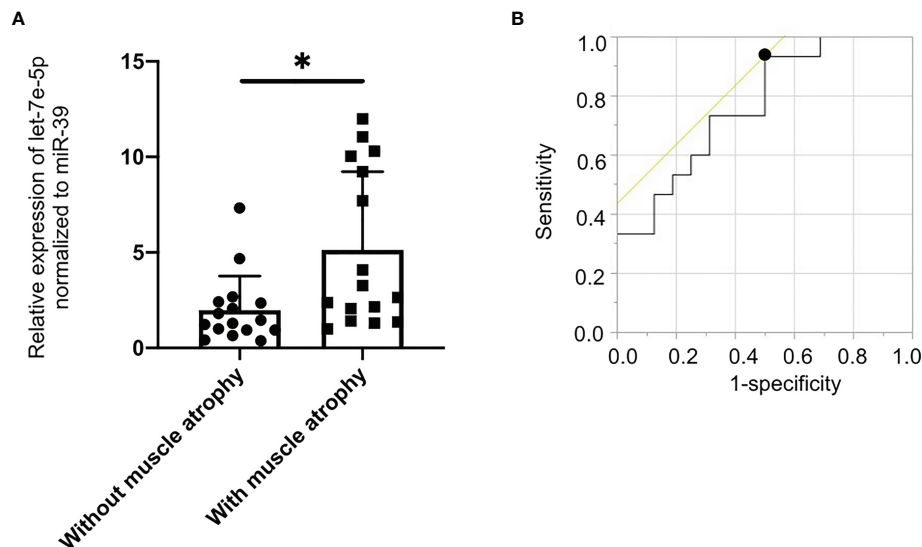 A
Relative expression of let-7e-5p
normalized to miR-39
15
10
5
0
*
Without muscle atrophy
With muscle atrophy
B
Sensitivity
1.0
0.8
0.6
0.4
0.2
0.0
0.0 0.2 0.4 0.6 0.8 1.0
1-specificity